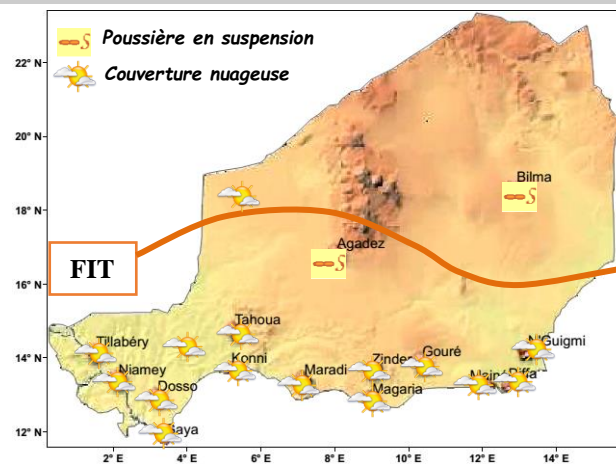 Poussière en suspension
Couverture nuageuse
22° N
20° N
Bilma
18° N
Agadez
FIT
16° N
Tahoua
Tillabéry
N'Guigmi
14° N
Konni
Zinder
Gouré
Niamey
Maradi
Diffa
Dosso
Magaria
Gaya
12° N
2° E
4° E
6° E
8° E
10° E
12° E
14° E